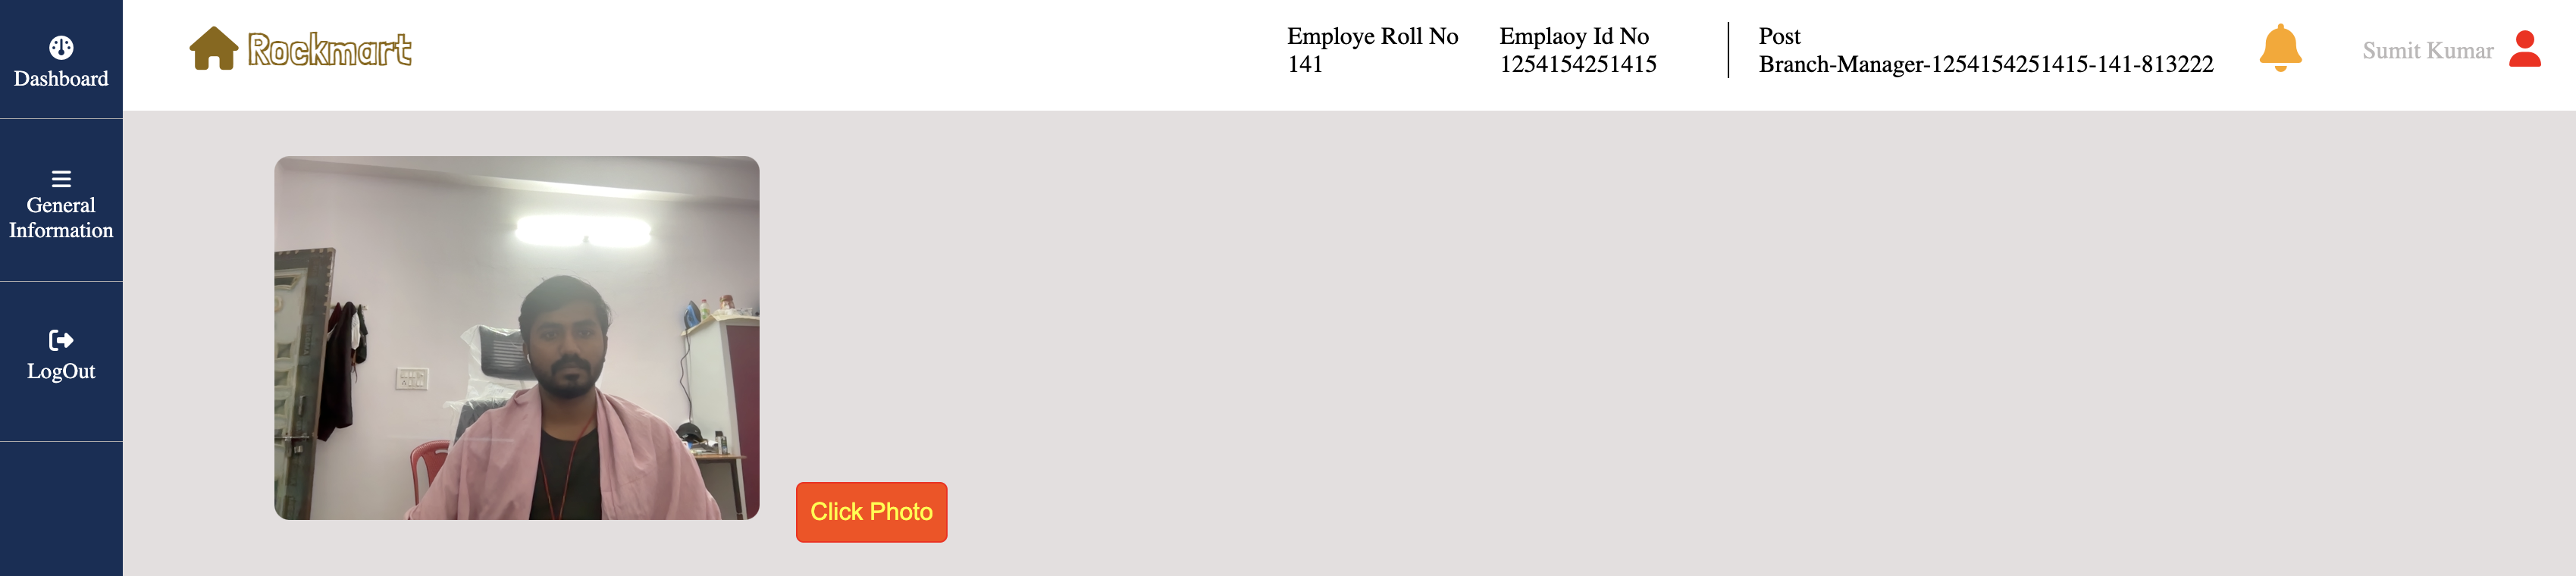 Dashboard
General
Information
LogOut
Rockmart
Employe Roll No
141
Emplaoy Id No
1254154251415
Post
Branch-Manager-1254154251415-141-813222
Sumit Kumar
Click Photo